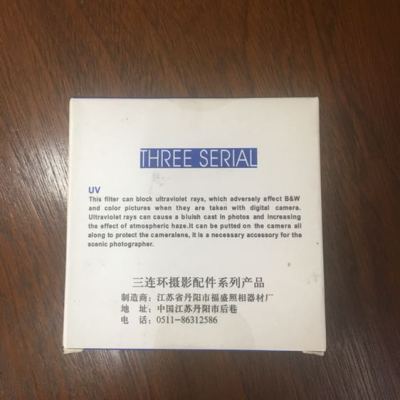 THREE SERIAL
UV
This filter can block ultraviolet rays, which adversely affect B&W
and color pictures when they are taken with digital camera.
Ultraviolet rays can cause a bluish cast in photos and increasing
the effect of atmospheric haze.It can be putted on the camera all
along to protect the cameralens, it is a necessary accessory for the
scenic photographer.
三连环摄影配件系列产品
制造商：江苏省丹阳市福盛照相器材厂
地 址：中国江苏丹阳市后巷
电 话：0511-86312586